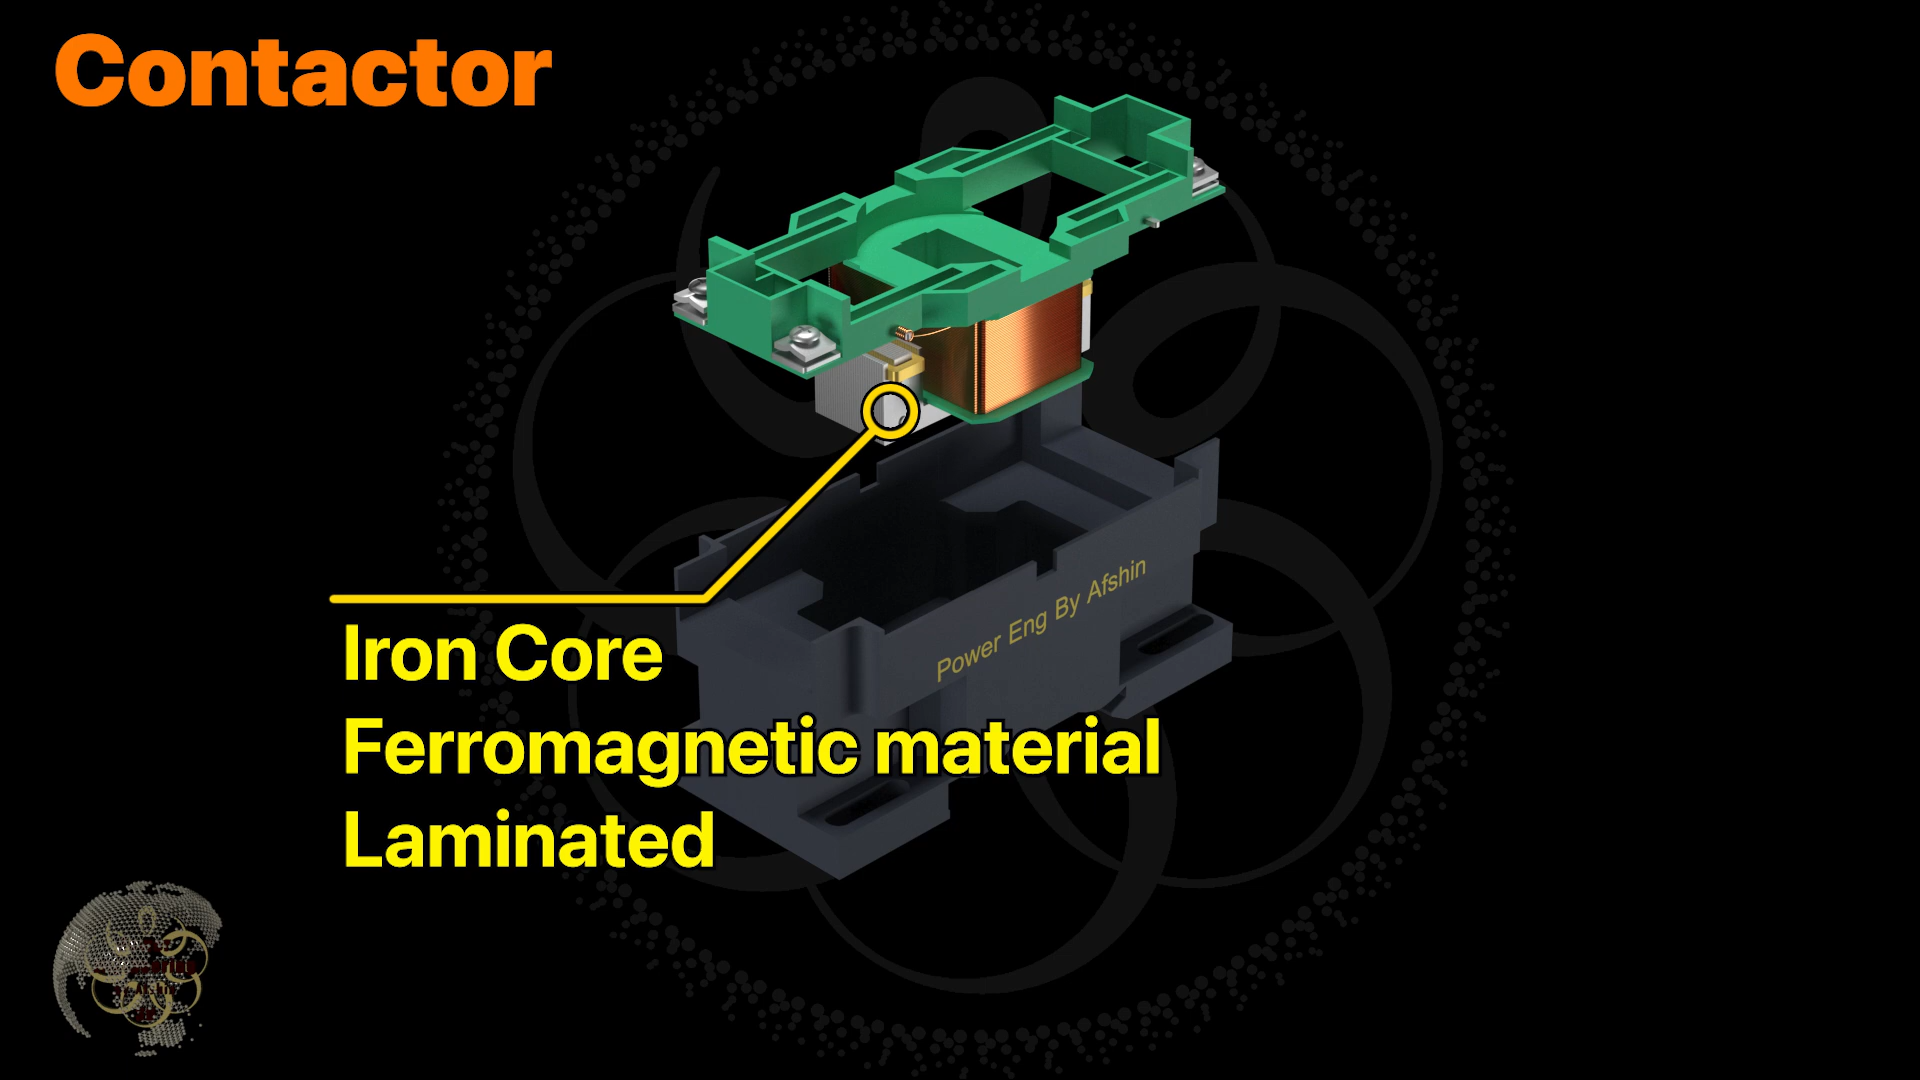 Contactor
Power Eng By Afshin
Iron Core
Ferromagnetic material
Laminated